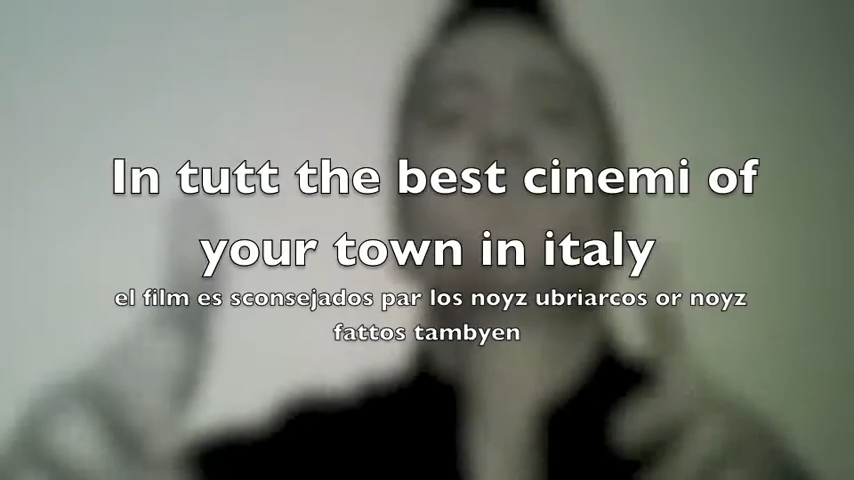 In tutt the best cinemi of
your town in italy
el film es sconsejados par los noyz ubriarcos or noyz
fattos tambyen